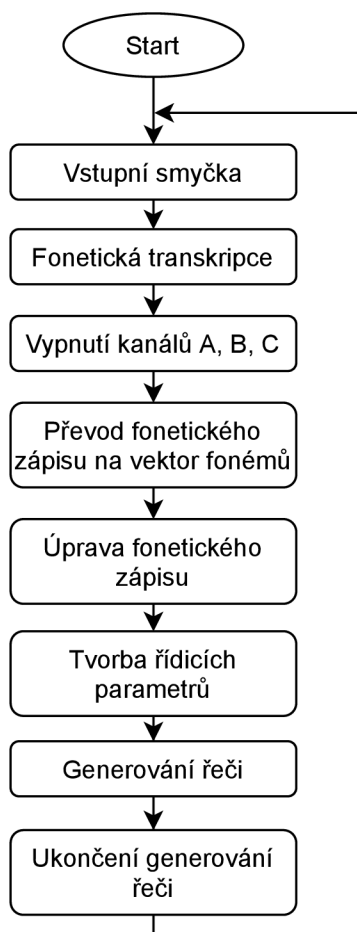 Start
Vstupní smyčka
Fonetická transkripce
Vypnutí kanálů A, B, C
Převod fonetického
zápisu na vektor fonémů
Úprava fonetického
zápisu
Tvorba řídicích
parametrů
Generování řeči
Ukončení generování
řeči